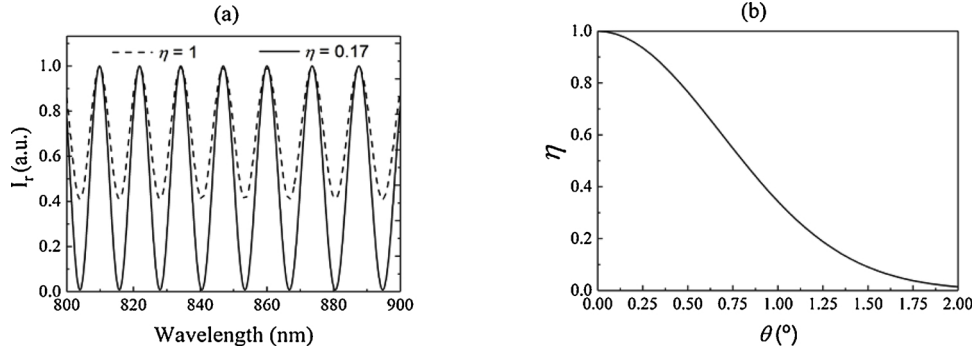 (a)
η = 1
η = 0.17
1.0
0.8
0.6
0.4
0.2
0.0
I_r (a.u.)
800 820 840 860 880 900
Wavelength (nm)
(b)
1.0
0.8
0.6
0.4
0.2
0.0
η
0.00 0.25 0.50 0.75 1.00 1.25 1.50 1.75 2.00
θ (º)